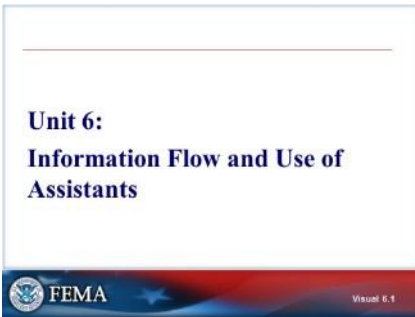 Unit 6:
Information Flow and Use of
Assistants
FEMA
Visual 6.1